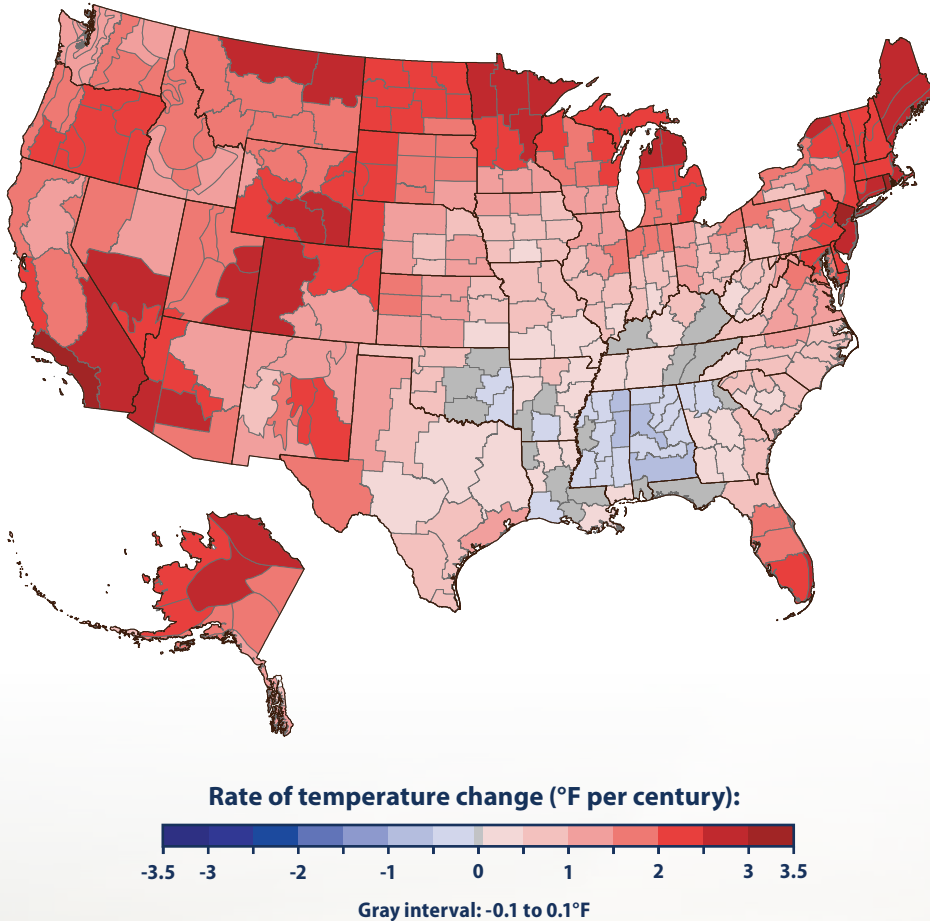 Rate of temperature change (°F per century):
-3.5 -3 -2 -1 0 1 2 3 3.5
Gray interval: -0.1 to 0.1°F